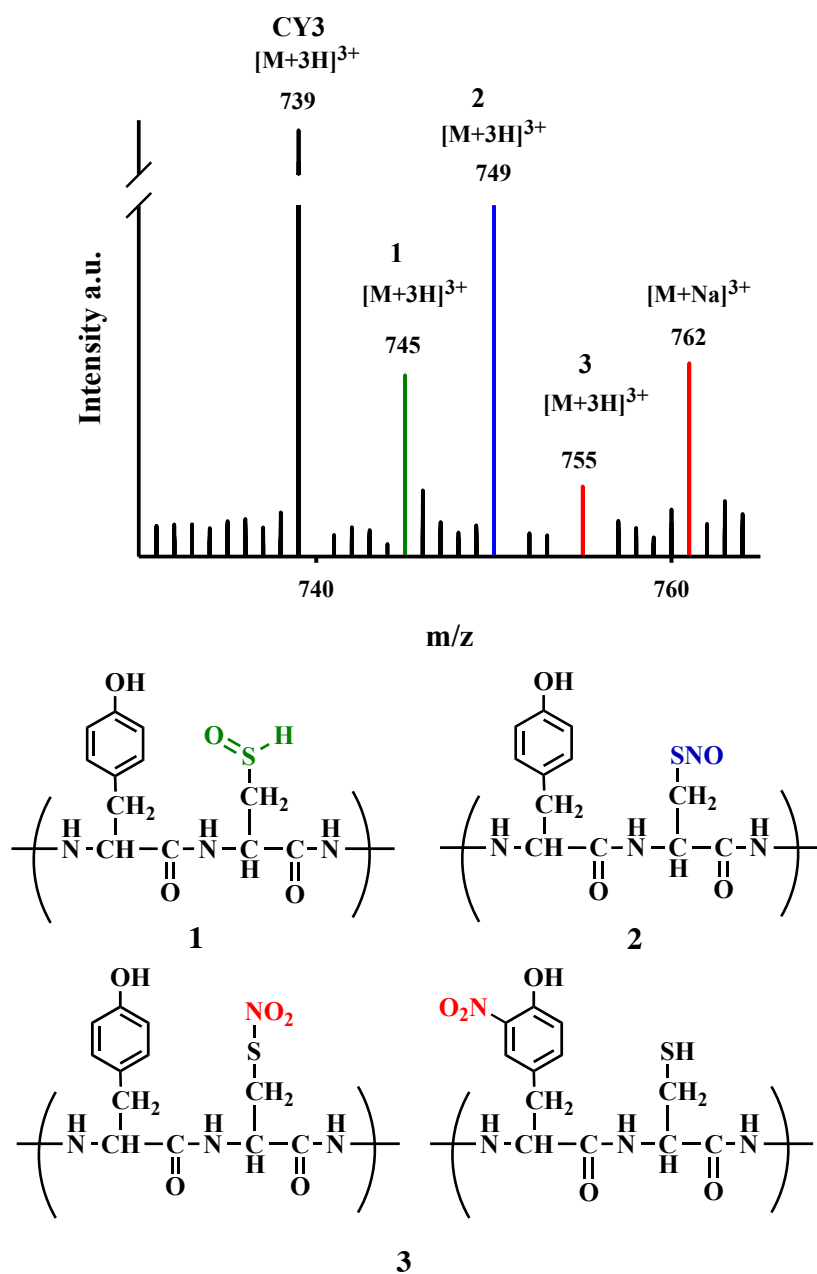 CY3
[M+3H]3+
739
2
[M+3H]3+
749
1
[M+3H]3+
745
[M+Na]3+
762
3
[M+3H]3+
755
Intensity a.u.
740
760
m/z
OH
O
S
H
CH2
CH2
H
N
CH
C
O
H
N
C
H
C
O
H
N
1
OH
SNO
CH2
CH2
H
N
CH
C
O
H
N
C
H
C
O
H
N
2
OH
NO2
S
CH2
CH2
H
N
CH
C
O
H
N
C
H
C
O
H
N
O2N
OH
SH
CH2
CH2
H
N
CH
C
O
H
N
C
H
C
O
H
N
3